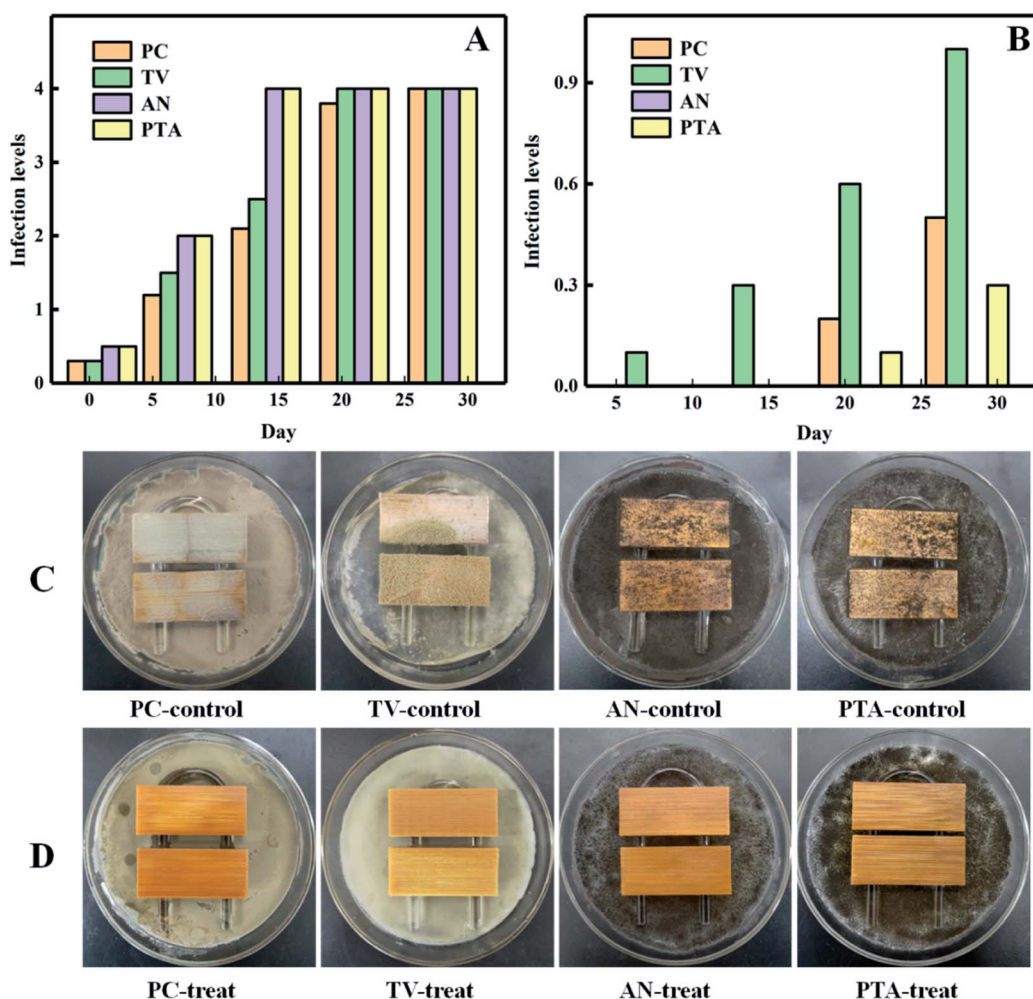 A
PC
TV
AN
PTA
4
3
2
1
0
Infection levels
0 5 10 15 20 25 30
Day
B
PC
TV
AN
PTA
0.9
0.6
0.3
0.0
Infection levels
5 10 15 20 25 30
Day
C
PC-control TV-control AN-control PTA-control
D
PC-treat TV-treat AN-treat PTA-treat